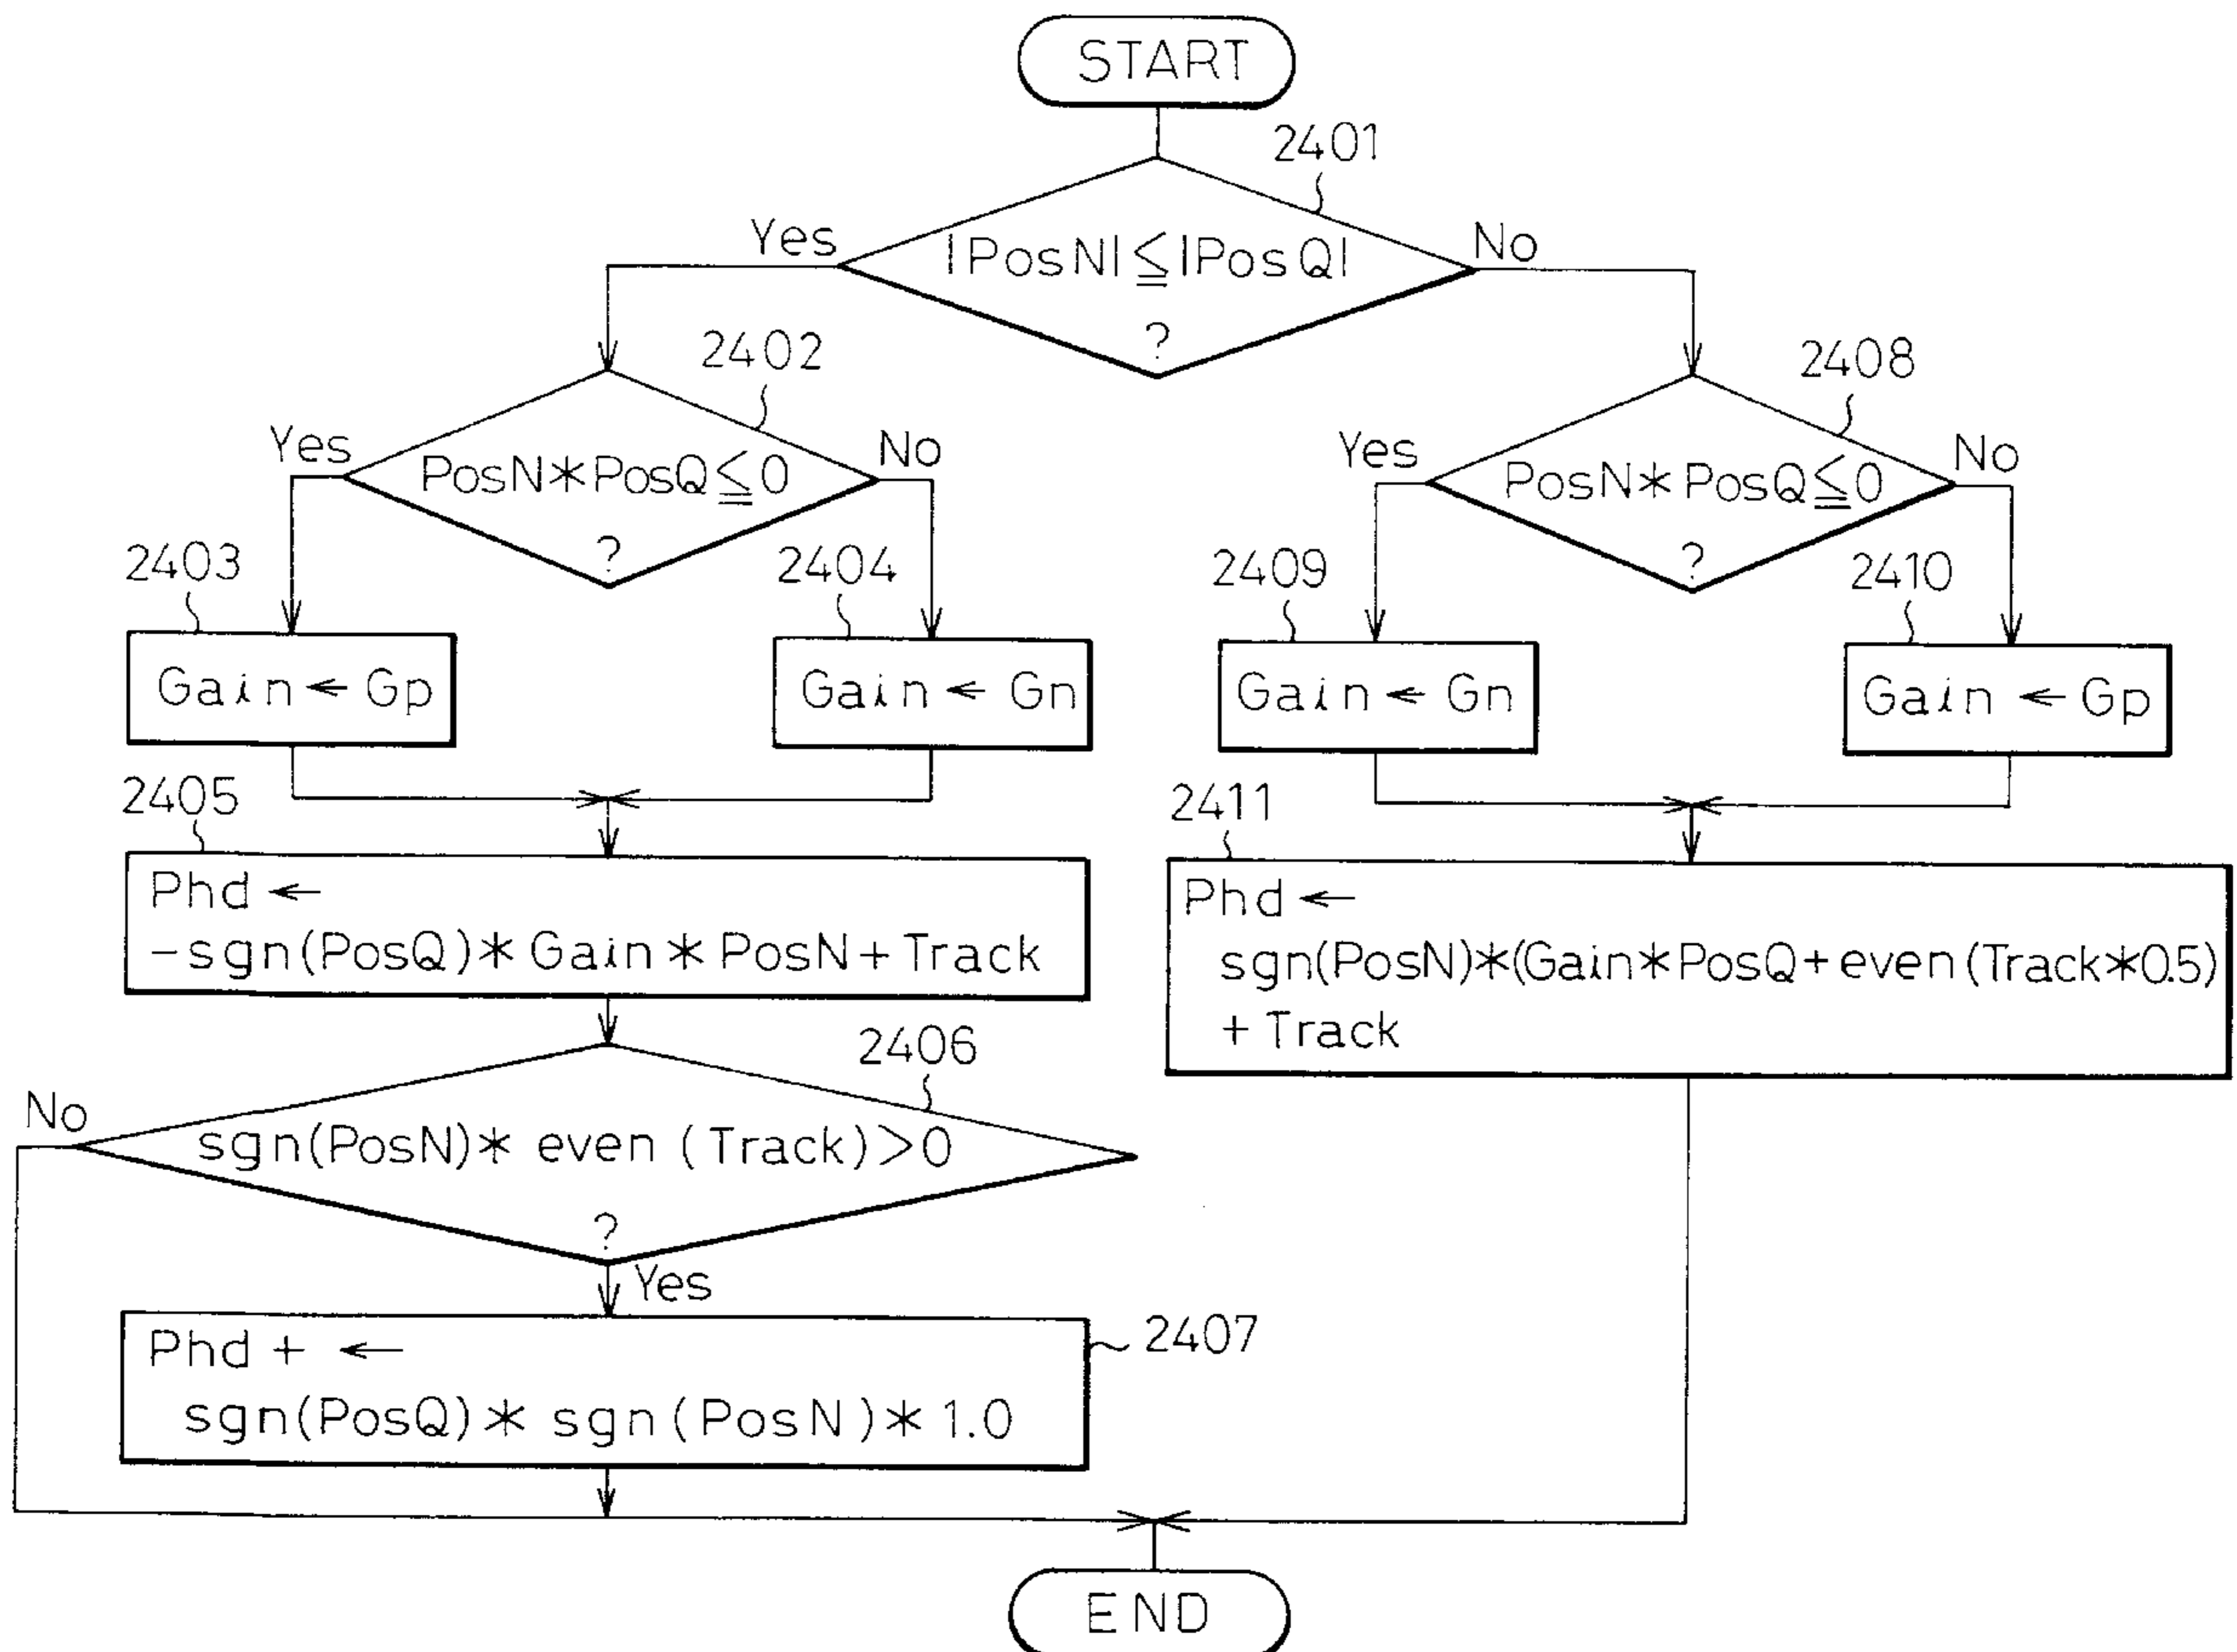 START
2401
Yes
|PosN|≦|PosQ|
?
No
2402
Yes
PosN*PosQ≦0
?
No
2408
Yes
PosN*PosQ≦0
?
No
2403
Gain←Gp
2404
Gain←Gn
2409
Gain←Gn
2410
Gain←Gp
2405
Phd←
-sgn(PosQ)*Gain*PosN+Track
2411
Phd←
sgn(PosN)*(Gain*PosQ+even(Track*0.5)
+Track
2406
No
sgn(PosN)*even(Track)>0
?
Yes
2407
Phd+←
sgn(PosQ)*sgn(PosN)*1.0
END